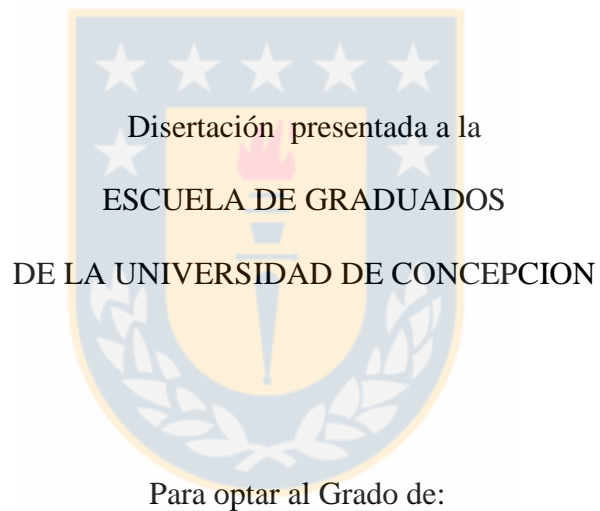 Disertación presentada a la
ESCUELA DE GRADUADOS
DE LA UNIVERSIDAD DE CONCEPCION
Para optar al Grado de: